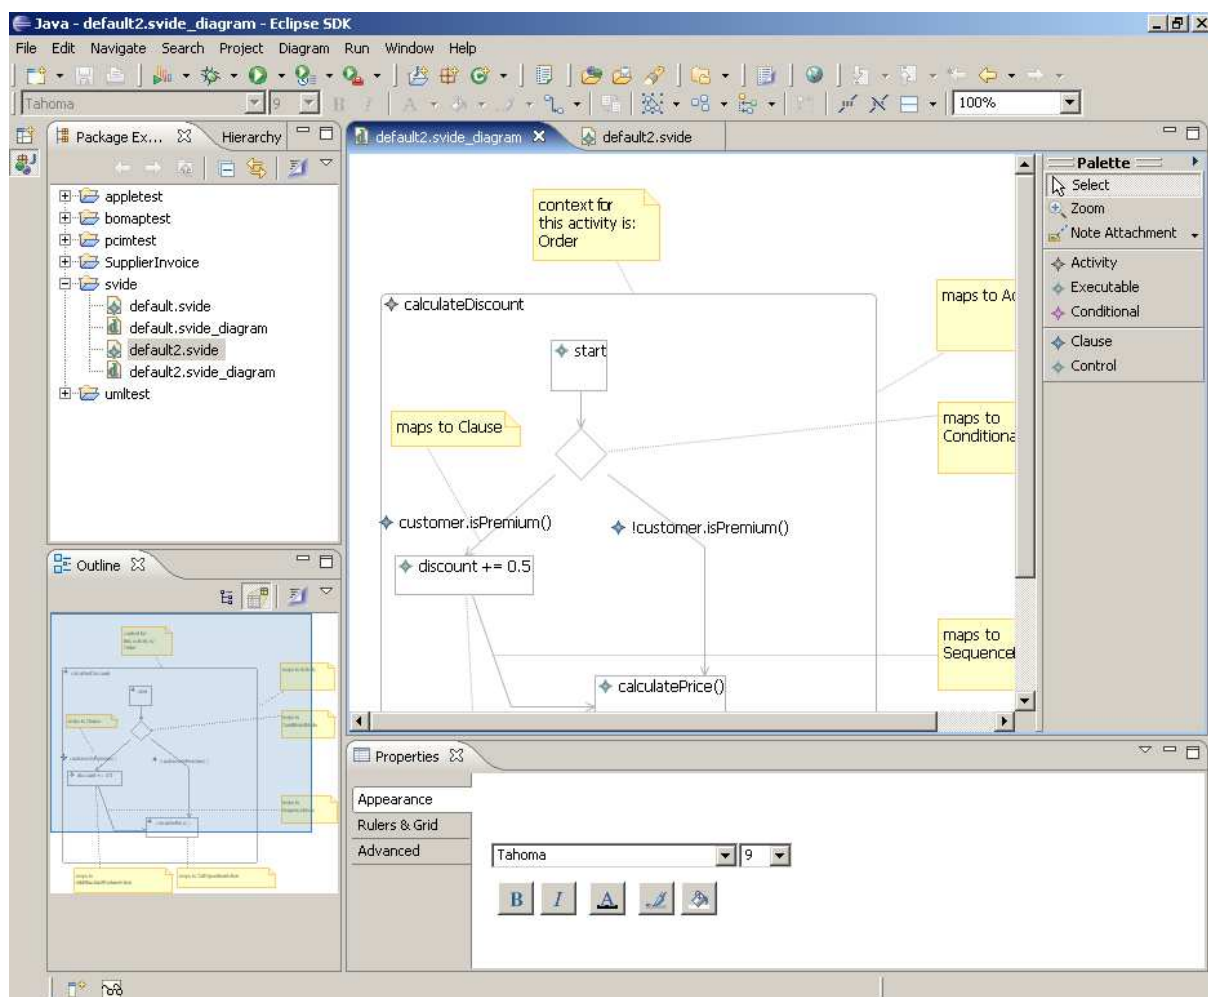 Java - default2.svide_diagram - Eclipse SDK
File Edit Navigate Search Project Diagram Run Window Help
Tahoma 9 B I A 100%
Package Ex... Hierarchy
appletest
bomaptest
pcimtest
SupplierInvoice
svide
default.svide
default.svide_diagram
default2.svide
default2.svide_diagram
umltest
Outline
default2.svide_diagram default2.svide
context for
this activity is:
Order
calculateDiscount
maps to Ac
start
maps to Clause
maps to
Conditiona
customer.isPremium()
!customer.isPremium()
discount += 0.5
maps to
Sequence
calculatePrice()
Palette
Select
Zoom
Note Attachment
Activity
Executable
Conditional
Clause
Control
Properties
Appearance
Rulers & Grid
Advanced
Tahoma 9
B I A